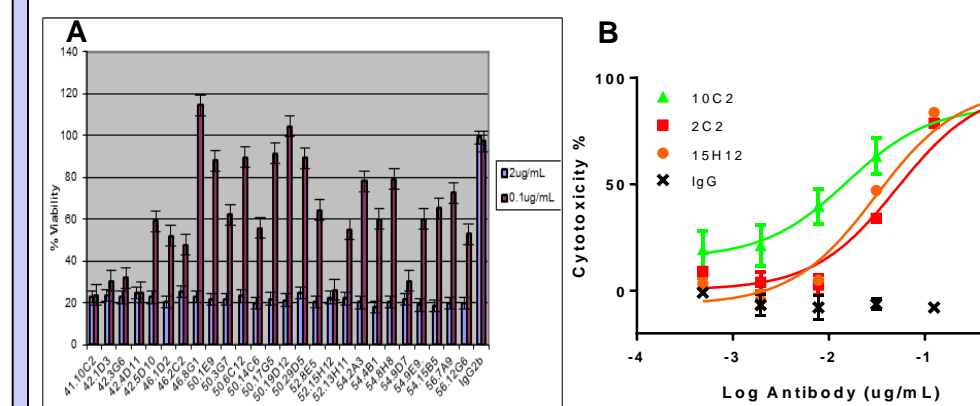 A
140
120
100
80
60
40
20
0
% Viability
41.10C2
42.1D3
42.3G6
42.4D11
42.5D10
46.1D2
46.2C2
46.8G1
50.1E9
50.3G7
50.6C12
50.14C6
50.17G5
50.19D12
50.29D5
52.8E5
52.15H12
52.13H11
54.2A3
54.4B1
54.8H8
54.9D7
54.9E9.
54.15B5
56.7A9
56.12G6
IgG2b
2ug/mL
0.1ug/mL
B
100
50
0
Cytotoxicity %
10C2
2C2
15H12
IgG
-4
-3
-2
-1
Log Antibody (ug/mL)